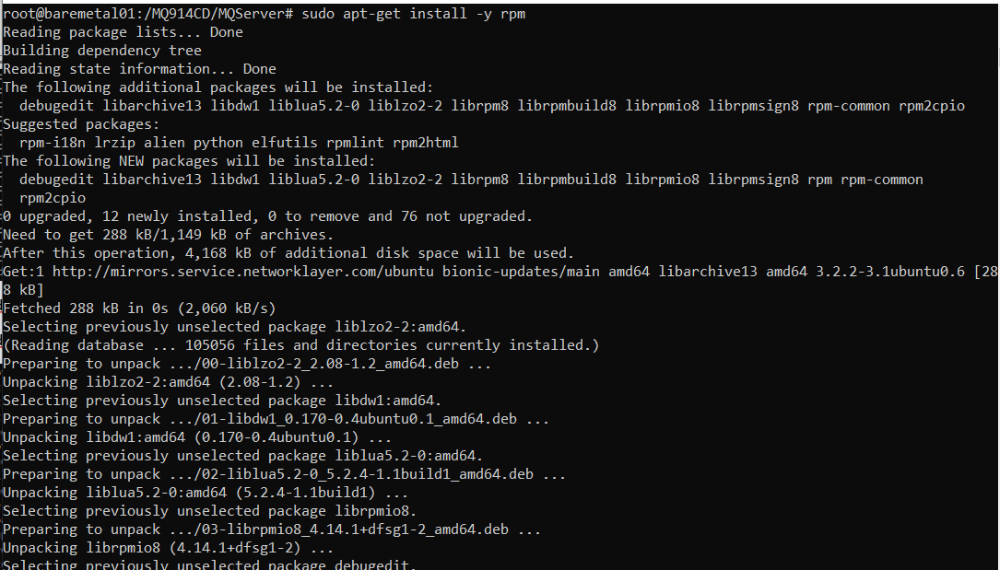 root@baremetal01:/MQ914CD/MQServer# sudo apt-get install -y rpm
Reading package lists... Done
Building dependency tree
Reading state information... Done
The following additional packages will be installed:
  debugedit libarchive13 libdw1 liblua5.2-0 liblzo2-2 librpm8 librpmbuild8 librpmio8 librpmsign8 rpm-common rpm2cpio
Suggested packages:
  rpm-i18n lrzip alien python elfutils rpmlint rpm2html
The following NEW packages will be installed:
  debugedit libarchive13 libdw1 liblua5.2-0 liblzo2-2 librpm8 librpmbuild8 librpmio8 librpmsign8 rpm rpm-common
  rpm2cpio
0 upgraded, 12 newly installed, 0 to remove and 76 not upgraded.
Need to get 288 kB/1,149 kB of archives.
After this operation, 4,168 kB of additional disk space will be used.
Get:1 http://mirrors.service.networklayer.com/ubuntu bionic-updates/main amd64 libarchive13 amd64 3.2.2-3.1ubuntu0.6 [28
8 kB]
Fetched 288 kB in 0s (2,060 kB/s)
Selecting previously unselected package liblzo2-2:amd64.
(Reading database ... 105056 files and directories currently installed.)
Preparing to unpack .../00-liblzo2-2_2.08-1.2_amd64.deb ...
Unpacking liblzo2-2:amd64 (2.08-1.2) ...
Selecting previously unselected package libdw1:amd64.
Preparing to unpack .../01-libdw1_0.170-0.4ubuntu0.1_amd64.deb ...
Unpacking libdw1:amd64 (0.170-0.4ubuntu0.1) ...
Selecting previously unselected package liblua5.2-0:amd64.
Preparing to unpack .../02-liblua5.2-0_5.2.4-1.1build1_amd64.deb ...
Unpacking liblua5.2-0:amd64 (5.2.4-1.1build1) ...
Selecting previously unselected package librpmio8.
Preparing to unpack .../03-librpmio8_4.14.1+dfsg1-2_amd64.deb ...
Unpacking librpmio8 (4.14.1+dfsg1-2) ...
Selecting previously unselected package debugedit.